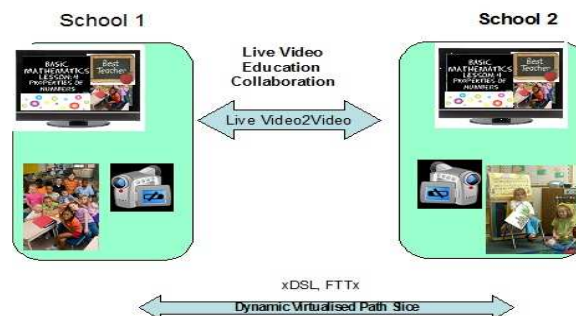 School 1
School 2
Live Video
Education
Collaboration
BASIC
MATHEMATICS
LESSON 4
PROPERTIES OF
NUMBERS
Best
Teacher
Live Video2Video
BASIC
MATHEMATICS
LESSON 4
PROPERTIES OF
NUMBERS
Best
Teacher
xDSL, FTTx
Dynamic Virtualised Path Slice